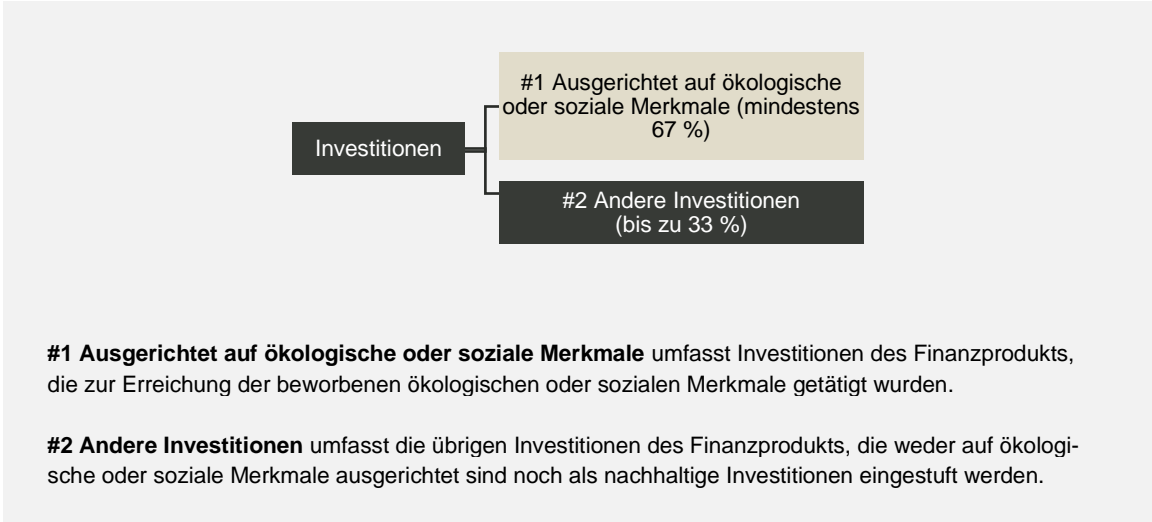 #1 Ausgerichtet auf ökologische
oder soziale Merkmale (mindestens
67 %)
Investitionen
#2 Andere Investitionen
(bis zu 33 %)
#1 Ausgerichtet auf ökologische oder soziale Merkmale umfasst Investitionen des Finanzprodukts,
die zur Erreichung der beworbenen ökologischen oder sozialen Merkmale getätigt wurden.
#2 Andere Investitionen umfasst die übrigen Investitionen des Finanzprodukts, die weder auf ökologi-
sche oder soziale Merkmale ausgerichtet sind noch als nachhaltige Investitionen eingestuft werden.